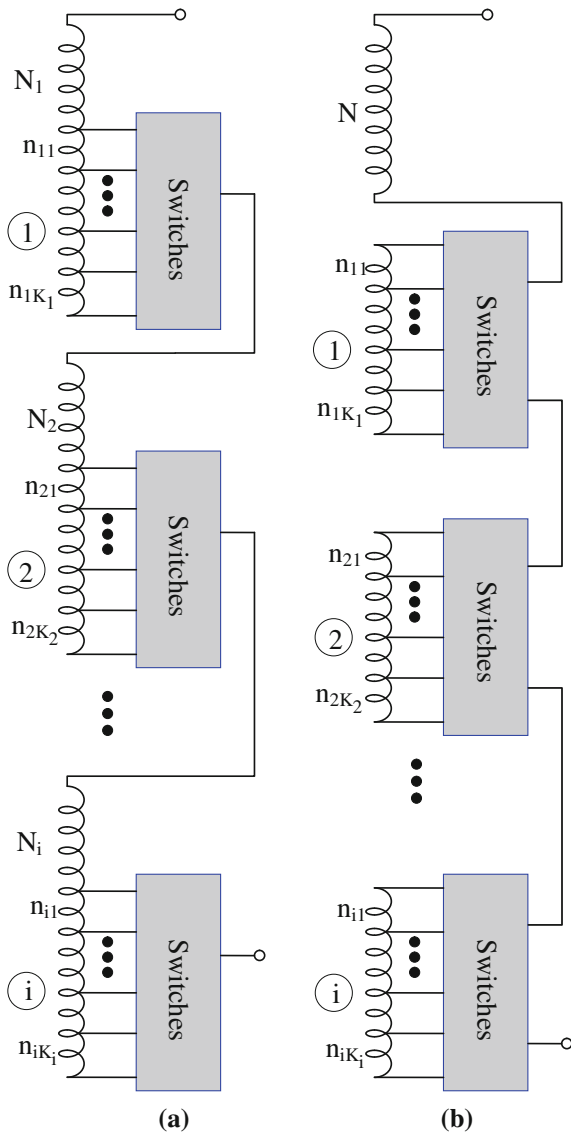 N1
n11
1
n1K1
Switches
N2
n21
2
n2K2
Switches
Ni
ni1
i
niKi
Switches
(a)
N
n11
1
n1K1
Switches
n21
2
n2K2
Switches
ni1
i
niKi
Switches
(b)